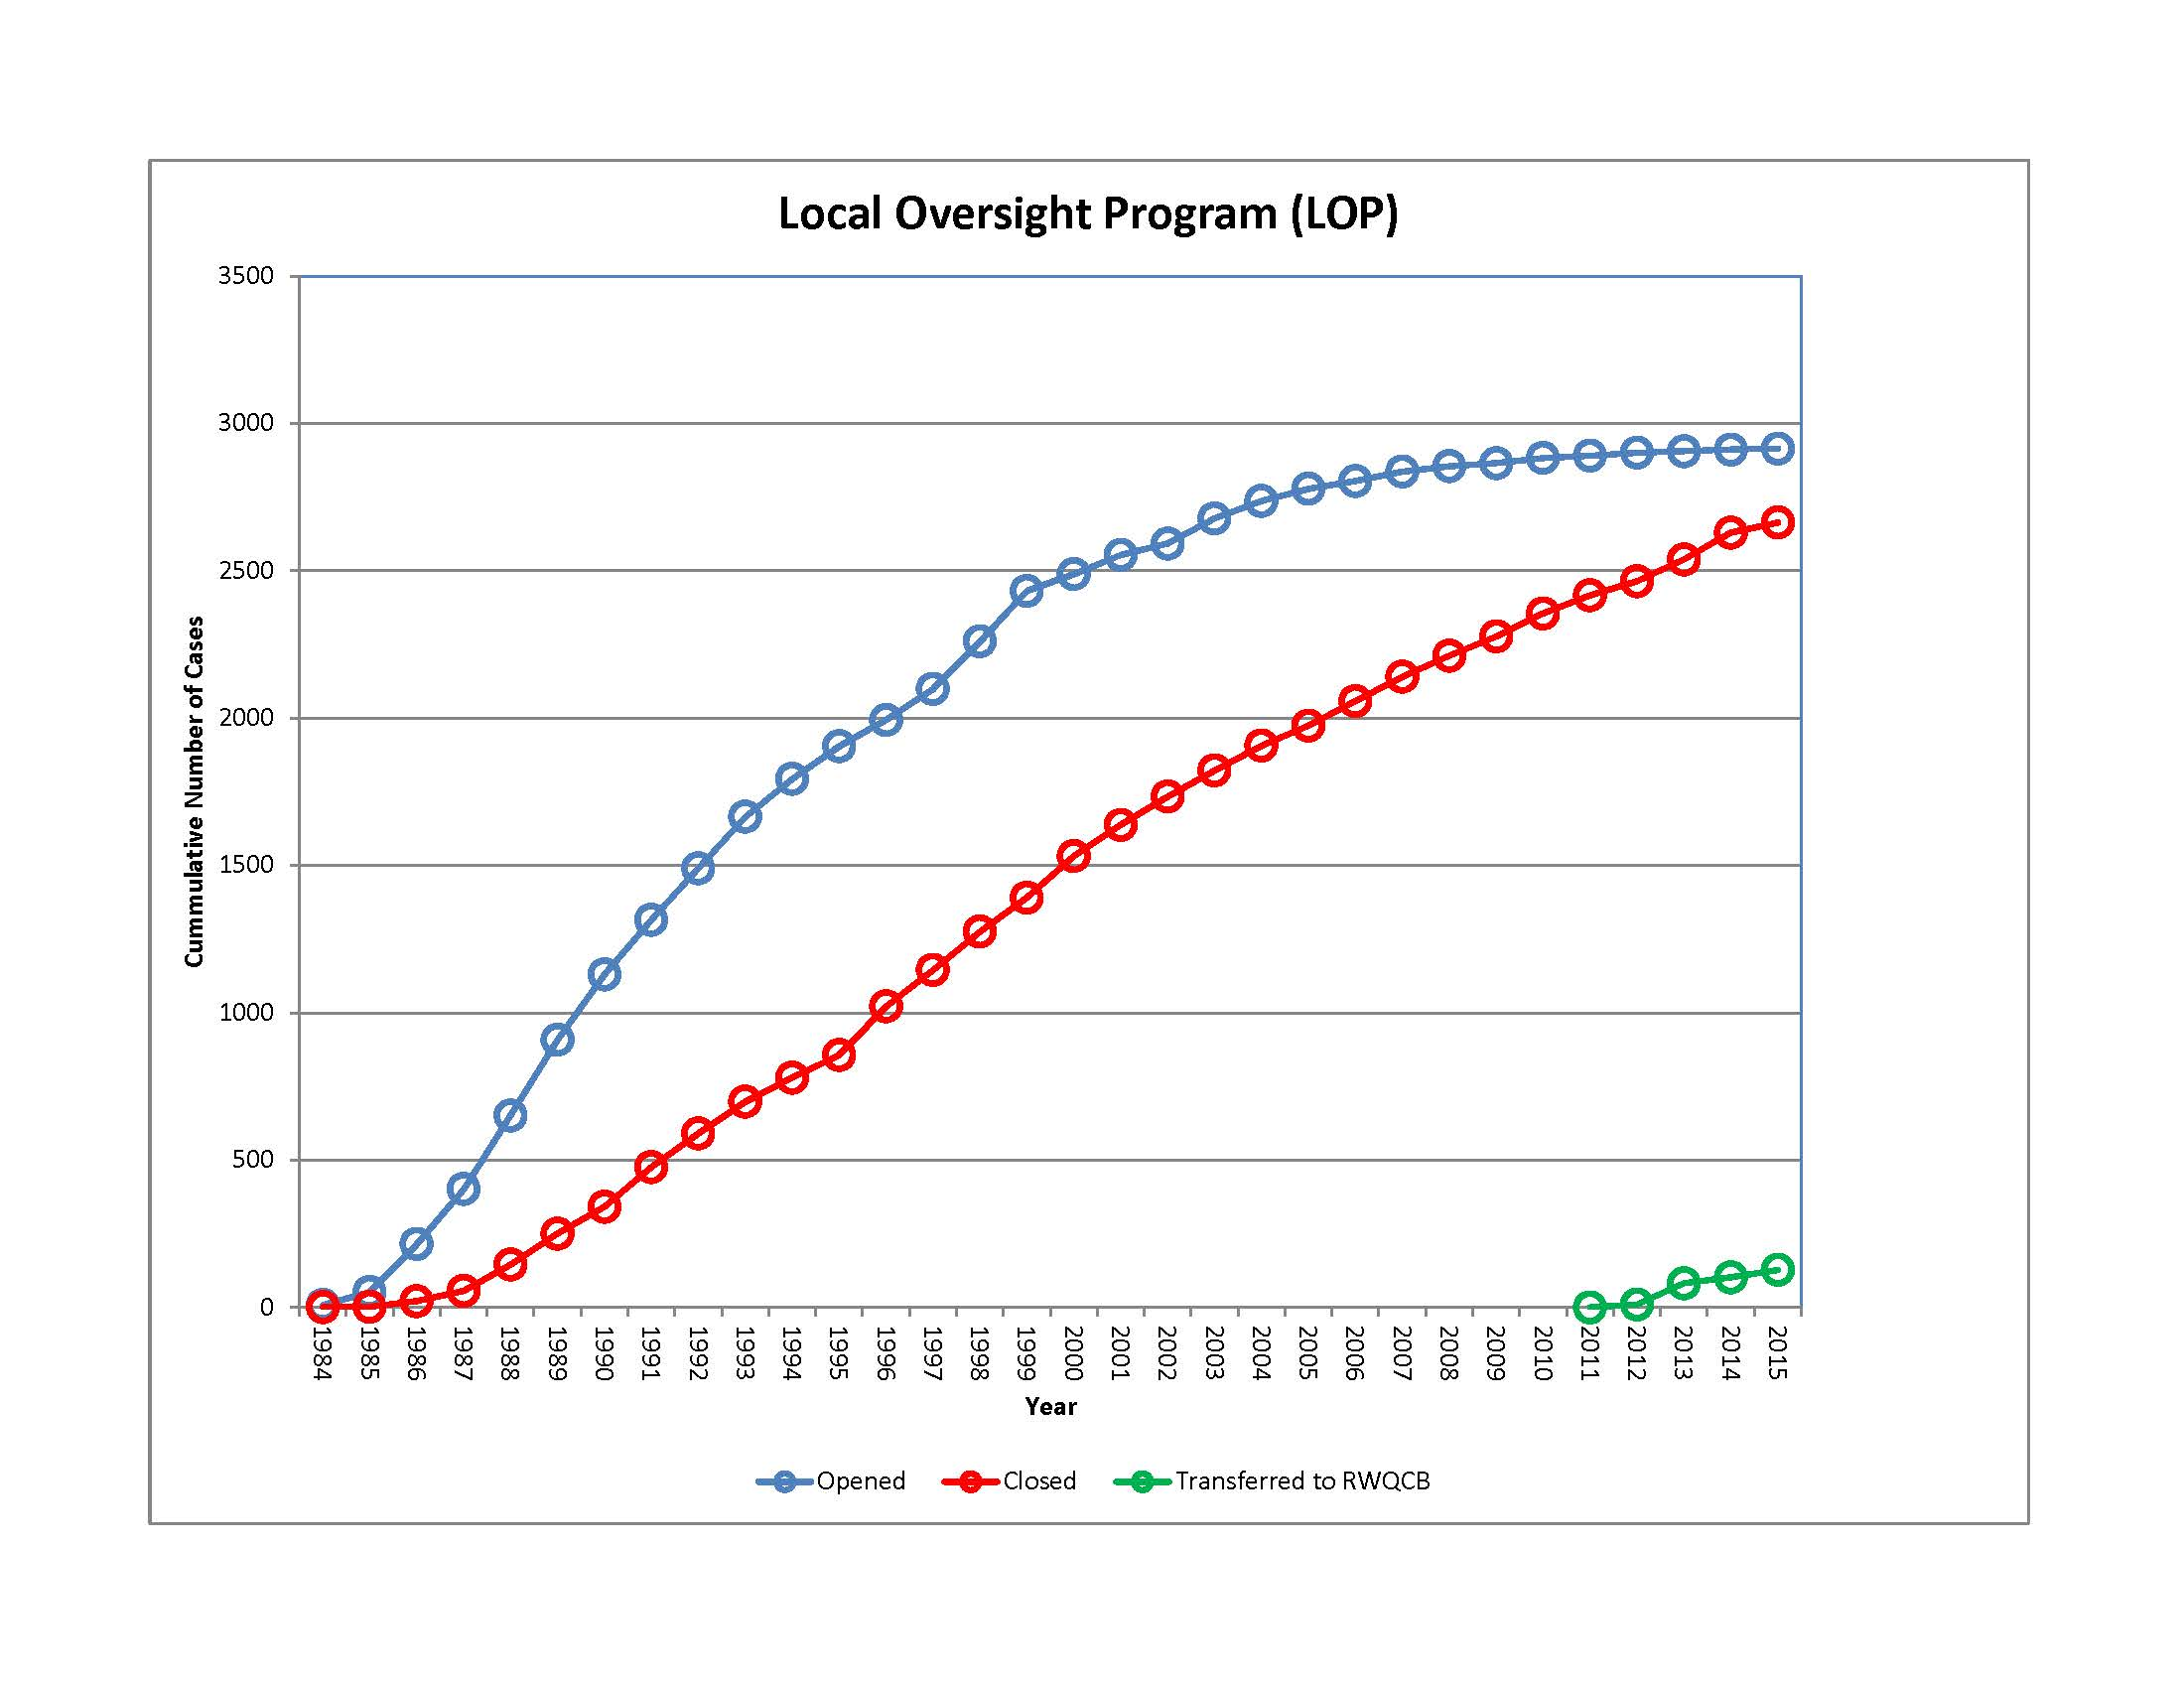 Local Oversight Program (LOP)
3500
3000
2500
2000
1500
1000
500
0
Cummulative Number of Cases
1984 1985 1986 1987 1988 1989 1990 1991 1992 1993 1994 1995 1996 1997 1998 1999 2000 2001 2002 2003 2004 2005 2006 2007 2008 2009 2010 2011 2012 2013 2014 2015
Year
Opened Closed Transferred to RWQCB